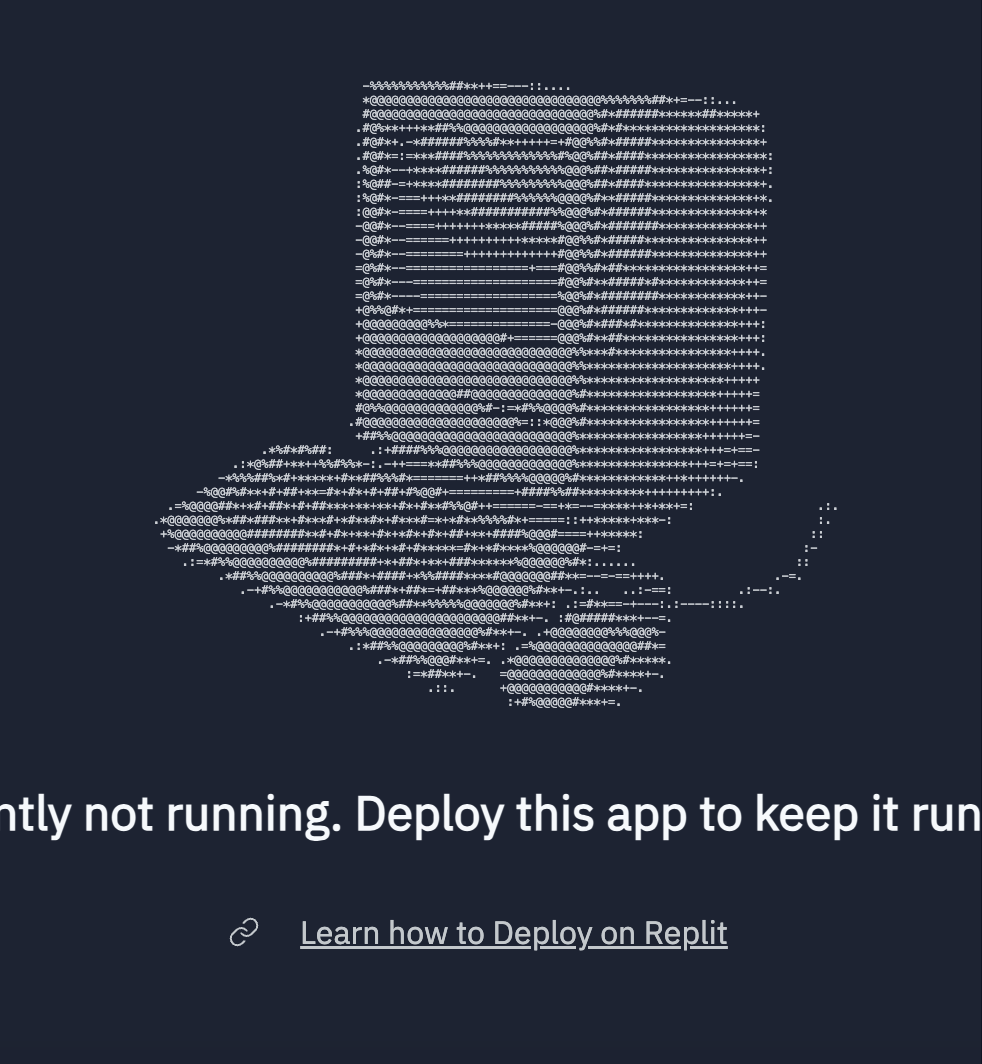 ntly not running. Deploy this app to keep it run
Learn how to Deploy on Replit